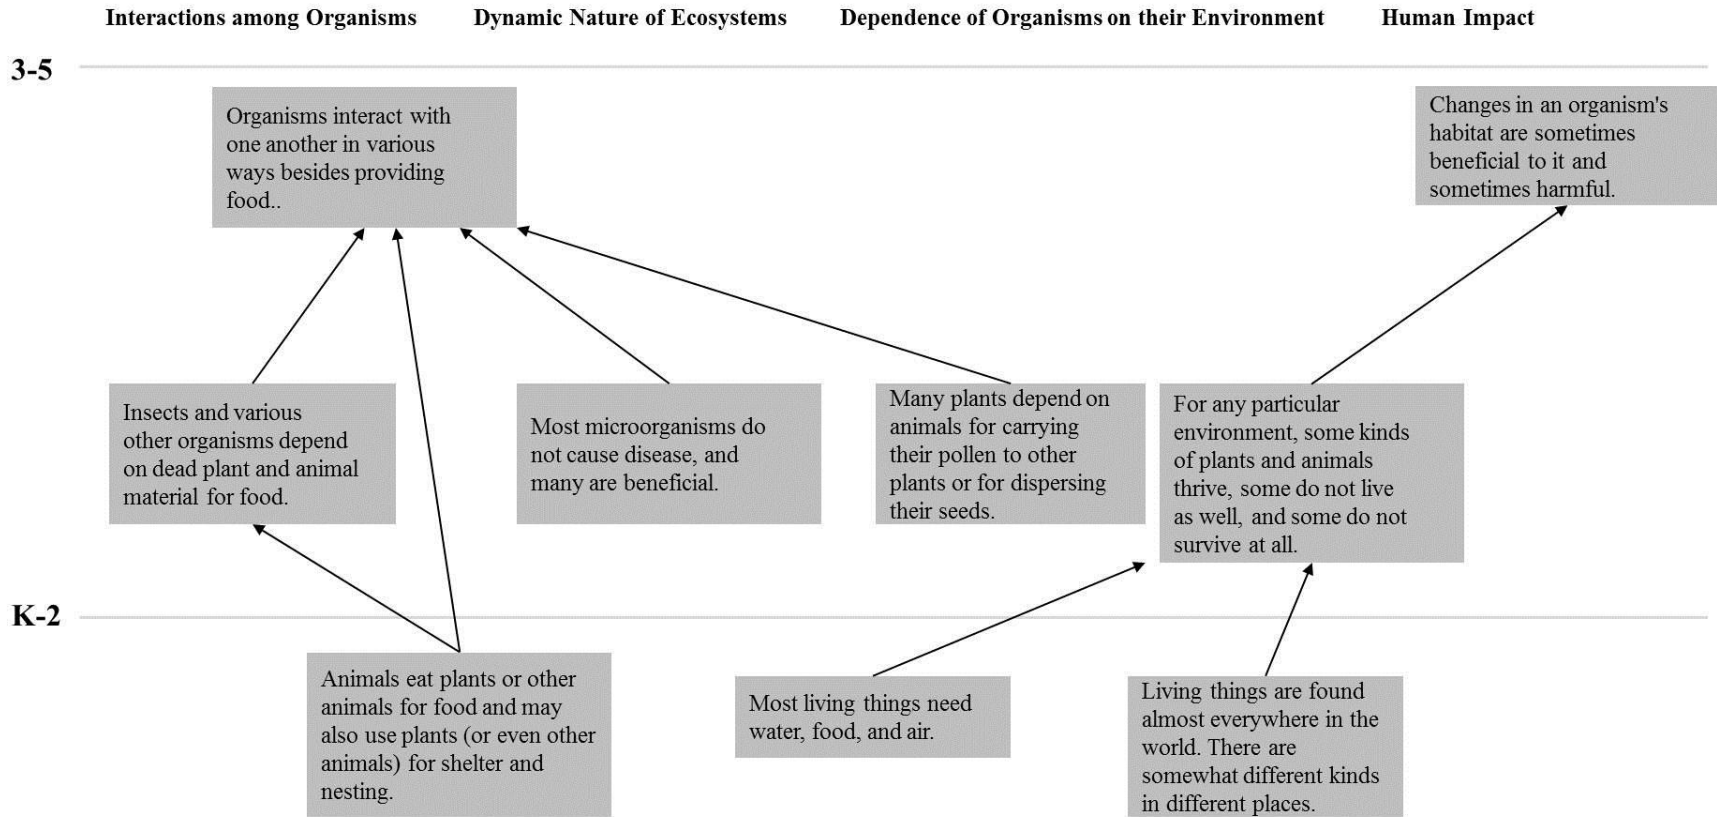 Interactions among Organisms
Dynamic Nature of Ecosystems
Dependence of Organisms on their Environment
Human Impact
3-5
Organisms interact with
one another in various
ways besides providing
food..
Changes in an organism's
habitat are sometimes
beneficial to it and
sometimes harmful.
Insects and various
other organisms depend
on dead plant and animal
material for food.
Most microorganisms do
not cause disease, and
many are beneficial.
Many plants depend on
animals for carrying
their pollen to other
plants or for dispersing
their seeds.
For any particular
environment, some kinds
of plants and animals
thrive, some do not live
as well, and some do not
survive at all.
K-2
Animals eat plants or other
animals for food and may
also use plants (or even other
animals) for shelter and
nesting.
Most living things need
water, food, and air.
Living things are found
almost everywhere in the
world. There are
somewhat different kinds
in different places.